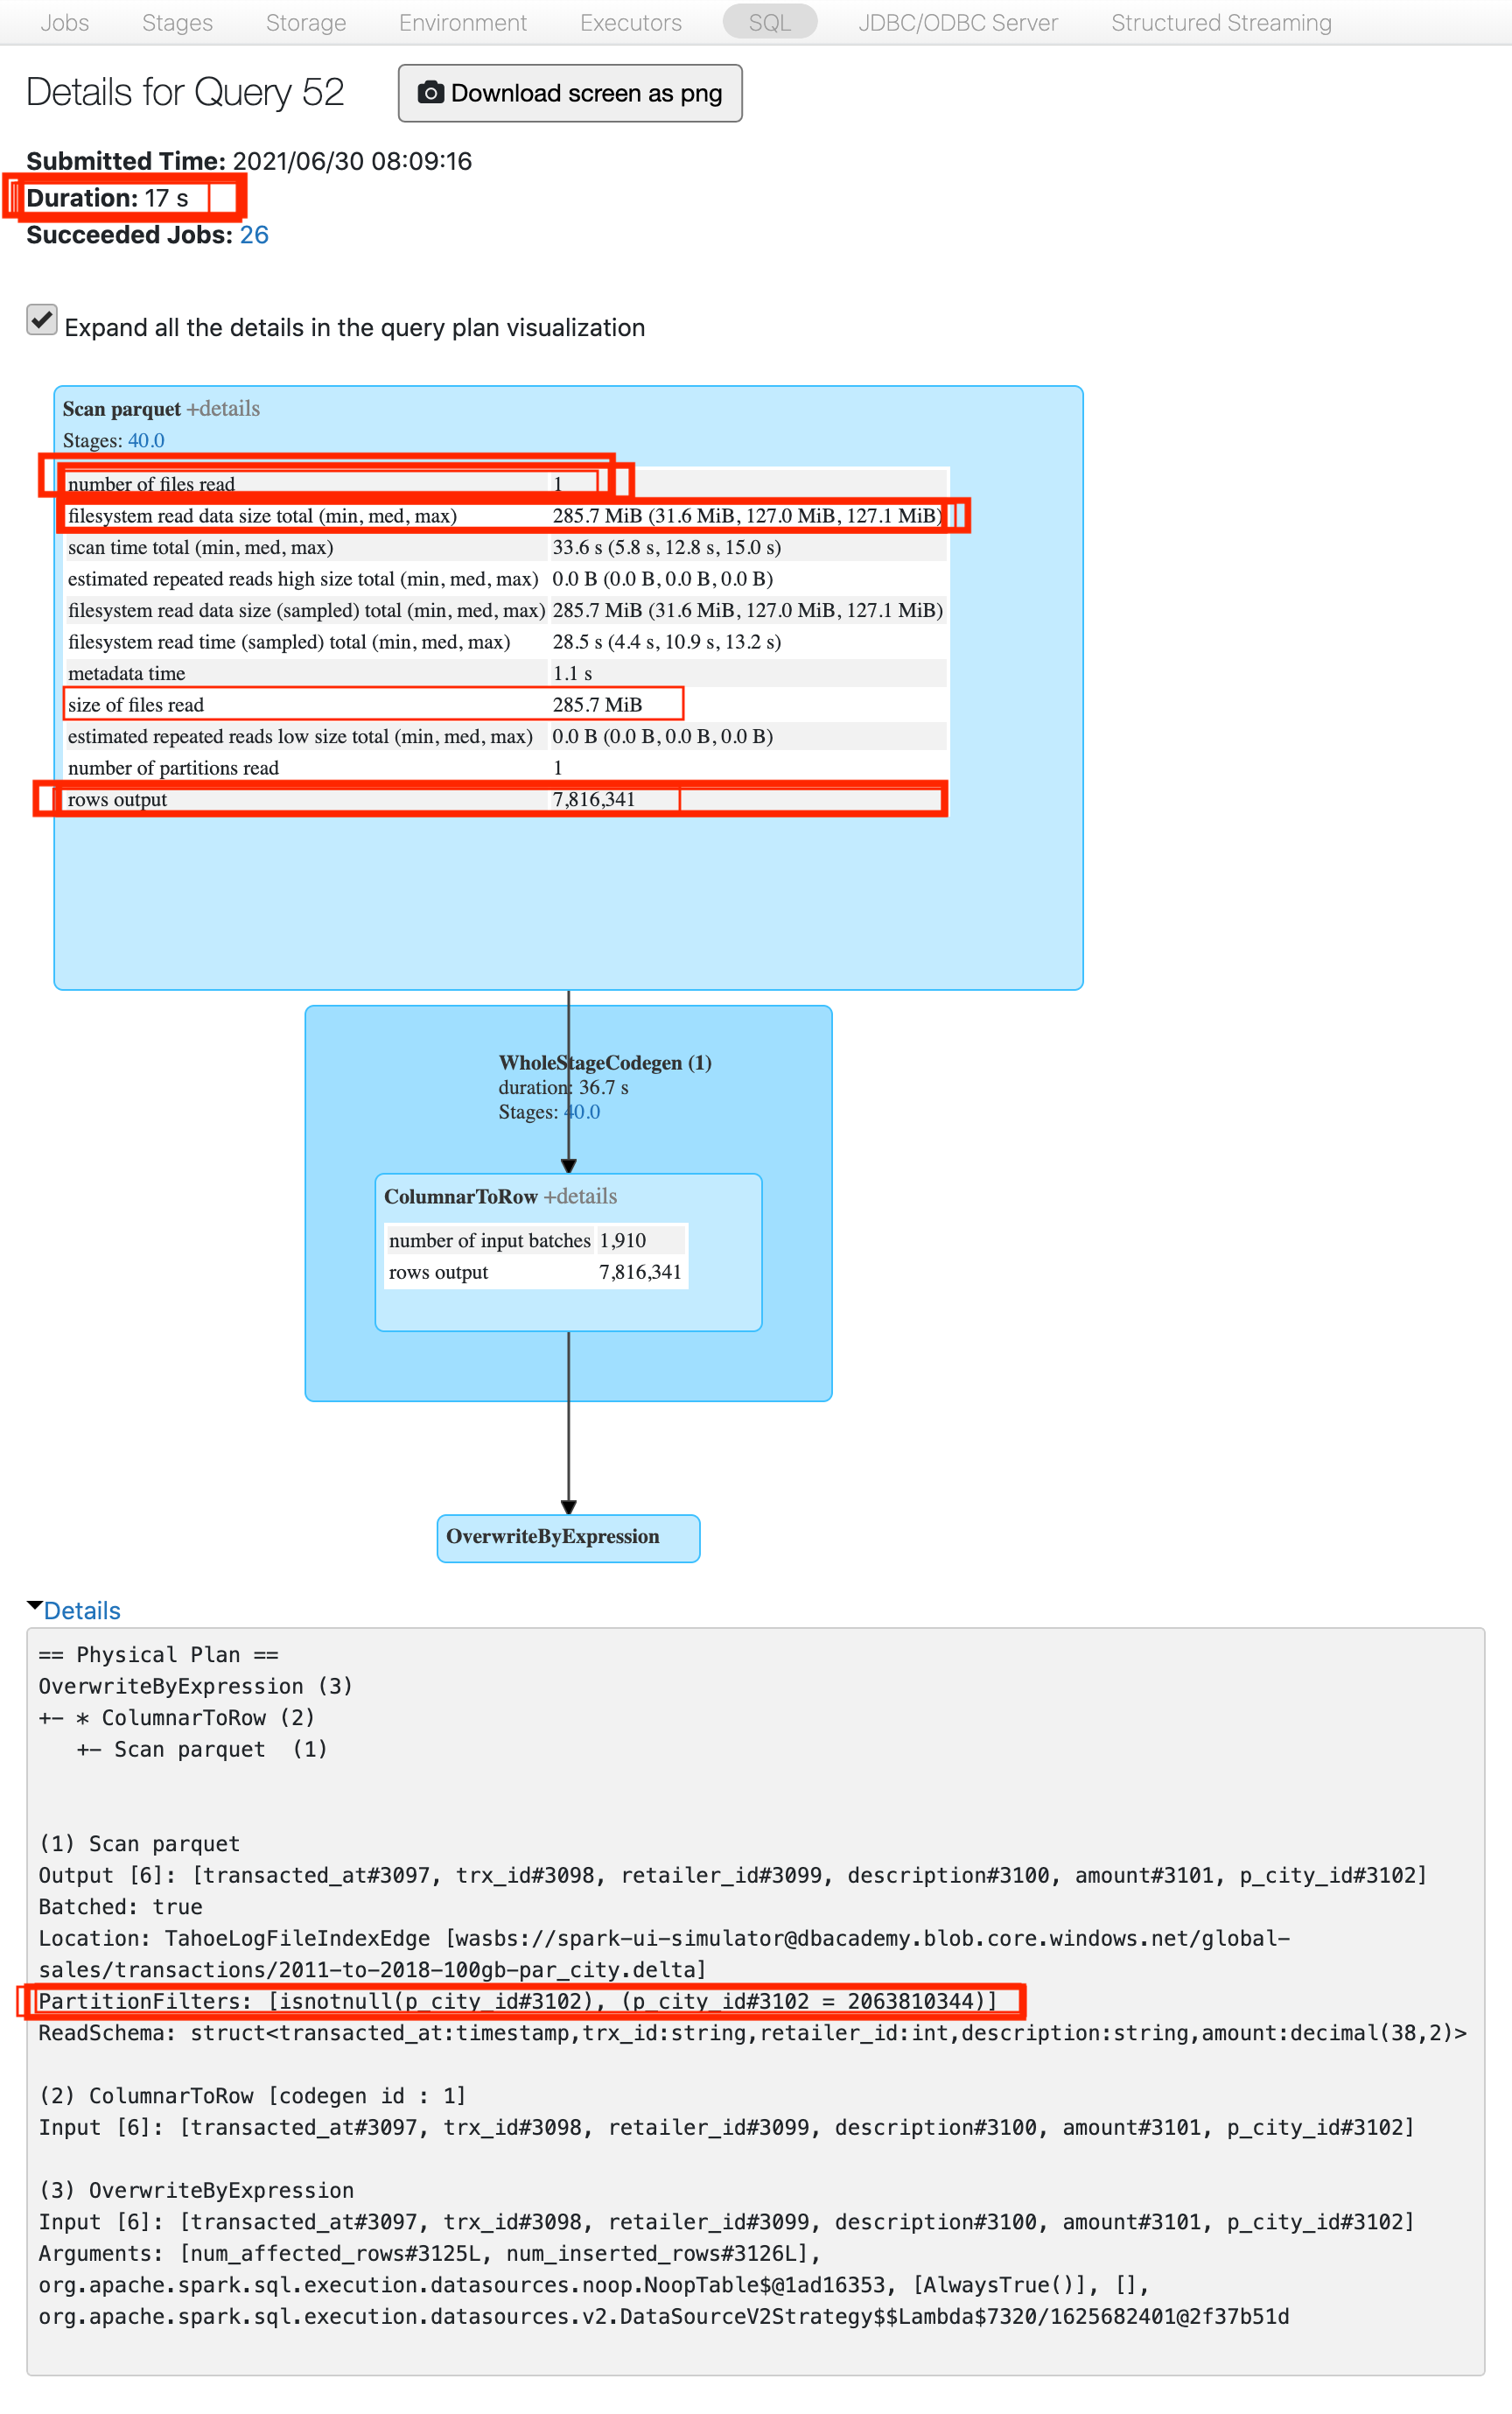 Jobs Stages Storage Environment Executors SQL JDBC/ODBC Server Structured Streaming
Details for Query 52 Download screen as png
Submitted Time: 2021/06/30 08:09:16
Duration: 17 s
Succeeded Jobs: 26
Expand all the details in the query plan visualization
Scan parquet +details
Stages: 40.0
number of files read 1
filesystem read data size total (min, med, max) 285.7 MiB (31.6 MiB, 127.0 MiB, 127.1 MiB)
scan time total (min, med, max) 33.6 s (5.8 s, 12.8 s, 15.0 s)
estimated repeated reads high size total (min, med, max) 0.0 B (0.0 B, 0.0 B, 0.0 B)
filesystem read data size (sampled) total (min, med, max) 285.7 MiB (31.6 MiB, 127.0 MiB, 127.1 MiB)
filesystem read time (sampled) total (min, med, max) 28.5 s (4.4 s, 10.9 s, 13.2 s)
metadata time 1.1 s
size of files read 285.7 MiB
estimated repeated reads low size total (min, med, max) 0.0 B (0.0 B, 0.0 B, 0.0 B)
number of partitions read 1
rows output 7,816,341
WholeStageCodegen (1)
duration: 36.7 s
Stages: 40.0
ColumnarToRow +details
number of input batches 1,910
rows output 7,816,341
OverwriteByExpression
Details
== Physical Plan ==
OverwriteByExpression (3)
+- * ColumnarToRow (2)
   +- Scan parquet  (1)
(1) Scan parquet
Output [6]: [transacted_at#3097, trx_id#3098, retailer_id#3099, description#3100, amount#3101, p_city_id#3102]
Batched: true
Location: TahoeLogFileIndexEdge [wasbs://spark-ui-simulator@dbacademy.blob.core.windows.net/global-
sales/transactions/2011-to-2018-100gb-par_city.delta]
PartitionFilters: [isnotnull(p_city_id#3102), (p_city_id#3102 = 2063810344)]
ReadSchema: struct<transacted_at:timestamp,trx_id:string,retailer_id:int,description:string,amount:decimal(38,2)>
(2) ColumnarToRow [codegen id : 1]
Input [6]: [transacted_at#3097, trx_id#3098, retailer_id#3099, description#3100, amount#3101, p_city_id#3102]
(3) OverwriteByExpression
Input [6]: [transacted_at#3097, trx_id#3098, retailer_id#3099, description#3100, amount#3101, p_city_id#3102]
Arguments: [num_affected_rows#3125L, num_inserted_rows#3126L],
org.apache.spark.sql.execution.datasources.noop.NoopTable$@1ad16353, [AlwaysTrue()], [],
org.apache.spark.sql.execution.datasources.v2.DataSourceV2Strategy$$Lambda$7320/1625682401@2f37b51d